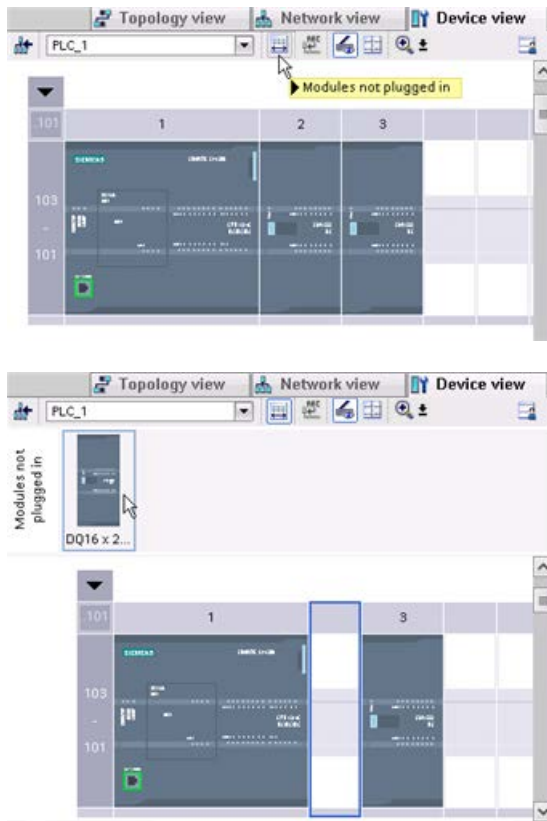 Topology view Network view Device view
PLC_1
Modules not plugged in
101 1 2 3
SIEMENS
103
-
101
Topology view Network view Device view
PLC_1
Modules not
plugged in
DQ16 x 2...
101 1 3
SIEMENS
103
-
101